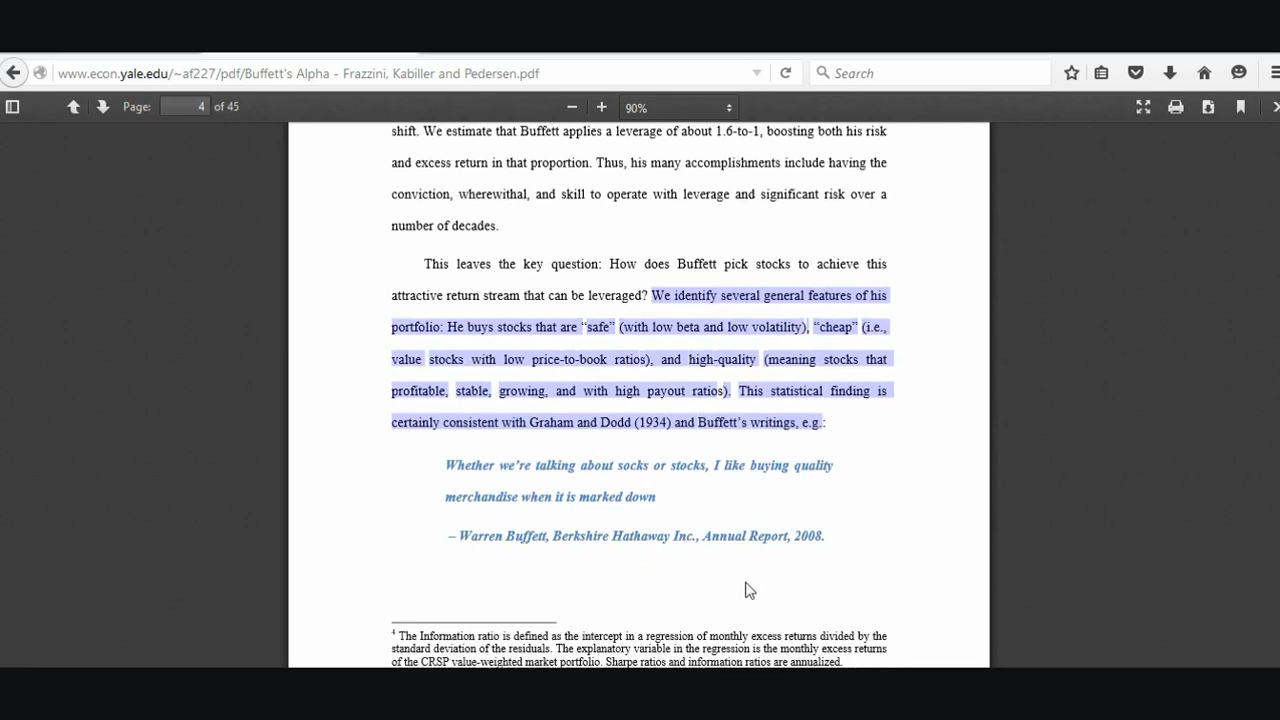 www.econ.yale.edu/~af227/pdf/Buffett's Alpha - Frazzini, Kabiller and Pedersen.pdf
Search
Page: 4 of 45
90%
shift. We estimate that Buffett applies a leverage of about 1.6-to-1, boosting both his risk
and excess return in that proportion. Thus, his many accomplishments include having the
conviction, wherewithal, and skill to operate with leverage and significant risk over a
number of decades.
This leaves the key question: How does Buffett pick stocks to achieve this
attractive return stream that can be leveraged? We identify several general features of his
portfolio: He buys stocks that are “safe” (with low beta and low volatility), “cheap” (i.e.,
value stocks with low price-to-book ratios), and high-quality (meaning stocks that
profitable, stable, growing, and with high payout ratios). This statistical finding is
certainly consistent with Graham and Dodd (1934) and Buffett’s writings, e.g.:
Whether we’re talking about socks or stocks, I like buying quality
merchandise when it is marked down
– Warren Buffett, Berkshire Hathaway Inc., Annual Report, 2008.
4 The Information ratio is defined as the intercept in a regression of monthly excess returns divided by the
standard deviation of the residuals. The explanatory variable in the regression is the monthly excess returns
of the CRSP value-weighted market portfolio. Sharpe ratios and information ratios are annualized.